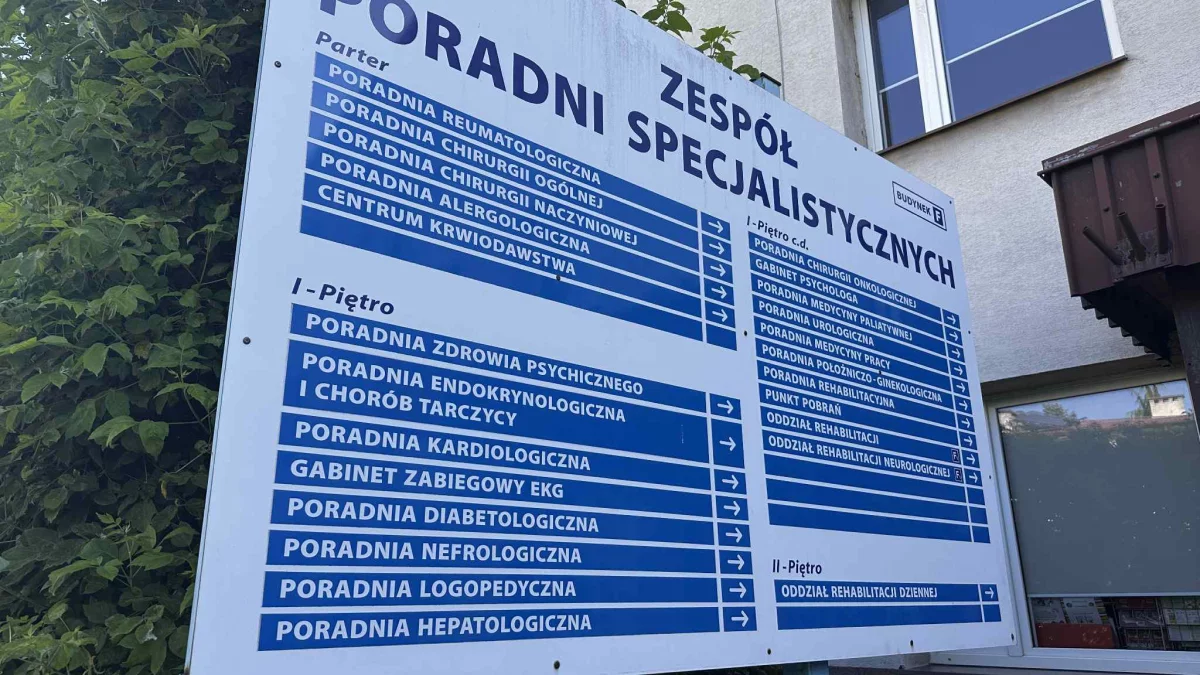 ZESPÓŁ
PORADNI SPECJALISTYCZNYCH
BUDYNEK F
Parter
PORADNIA REUMATOLOGICZNA
PORADNIA CHIRURGII OGÓLNEJ
PORADNIA CHIRURGII NACZYNIOWEJ
PORADNIA ALERGOLOGICZNA
CENTRUM KRWIODAWSTWA
I - Piętro
PORADNIA ZDROWIA PSYCHICZNEGO
PORADNIA ENDOKRYNOLOGICZNA
I CHORÓB TARCZYCY
PORADNIA KARDIOLOGICZNA
GABINET ZABIEGOWY EKG
PORADNIA DIABETOLOGICZNA
PORADNIA NEFROLOGICZNA
PORADNIA LOGOPEDYCZNA
PORADNIA HEPATOLOGICZNA
I - Piętro c.d.
PORADNIA CHIRURGII ONKOLOGICZNEJ
GABINET PSYCHOLOGA
PORADNIA MEDYCYNY PALIATYWNEJ
PORADNIA UROLOGICZNA
PORADNIA MEDYCYNY PRACY
PORADNIA POŁOŻNICZO - GINEKOLOGICZNA
PORADNIA REHABILITACYJNA
PUNKT POBRAŃ
ODDZIAŁ REHABILITACJI
ODDZIAŁ REHABILITACJI NEUROLOGICZNEJ
II - Piętro
ODDZIAŁ REHABILITACJI DZIENNEJ